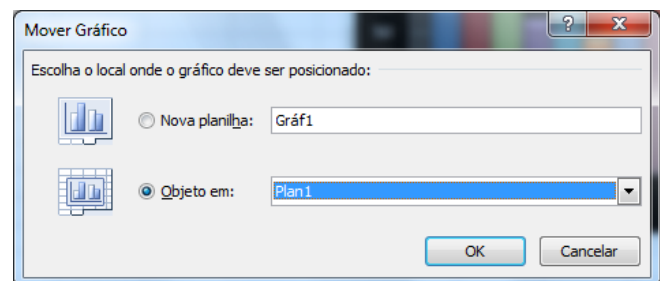 Mover Gráfico
Escolha o local onde o gráfico deve ser posicionado:
Nova planilha: Gráf1
Objeto em: Plan1
OK Cancelar